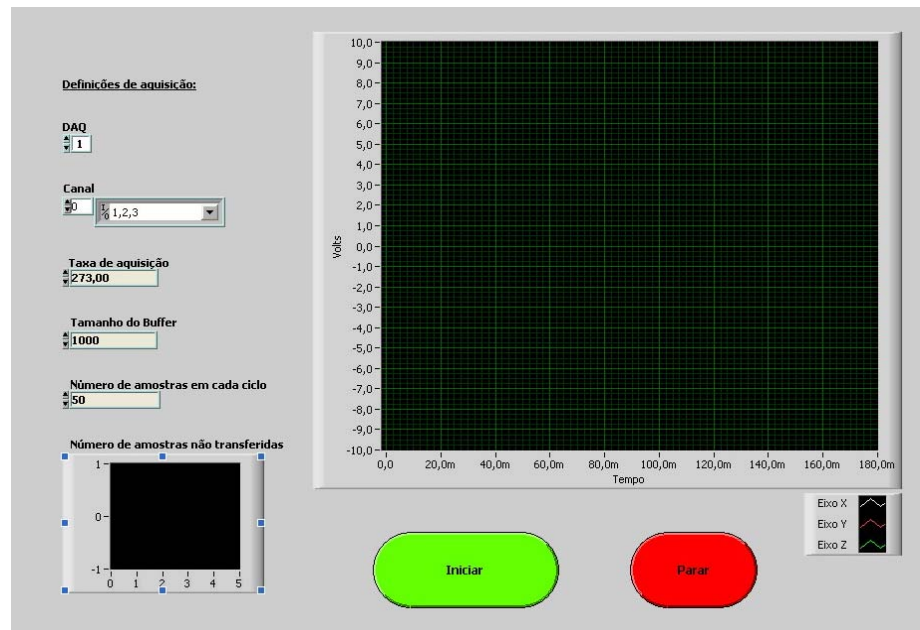 Definições de aquisição:
DAQ
1
Canal
0
1,2,3
Taxa de aquisição
273,00
Tamanho do Buffer
1000
Número de amostras em cada ciclo
50
Número de amostras não transferidas
1
0
-1
0 1 2 3 4 5
10,0
9,0
8,0
7,0
6,0
5,0
4,0
3,0
2,0
1,0
0,0
-1,0
-2,0
-3,0
-4,0
-5,0
-6,0
-7,0
-8,0
-9,0
-10,0
Volts
0,0 20,0m 40,0m 60,0m 80,0m 100,0m 120,0m 140,0m 160,0m 180,0m
Tempo
Eixo X
Eixo Y
Eixo Z
Iniciar
Parar